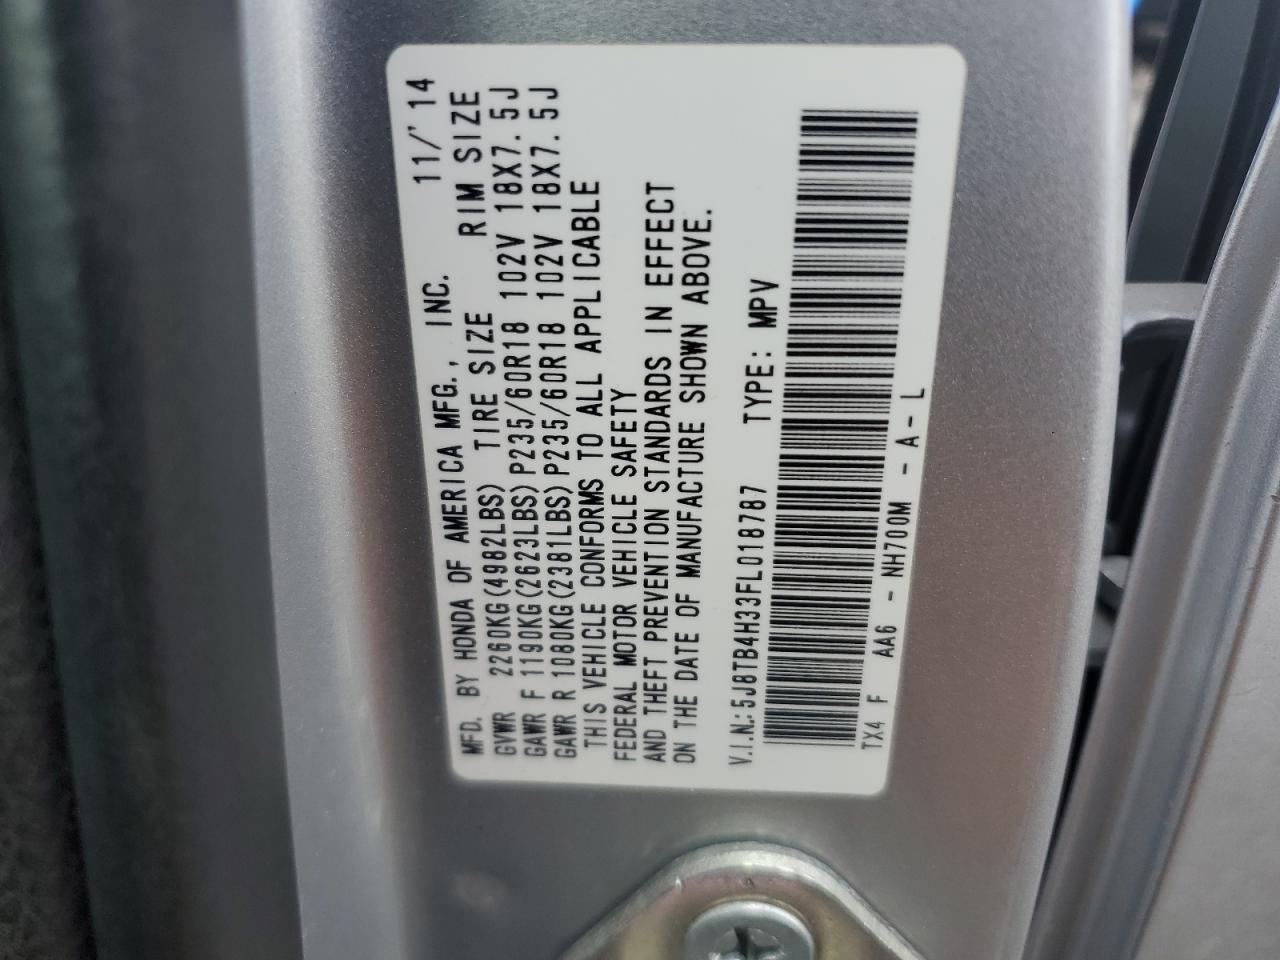 MFD. BY HONDA OF AMERICA MFG., INC. 11/'14
GVWR 2260KG(4982LBS) TIRE SIZE RIM SIZE
GAWR F 1190KG(2623LBS)P235/60R18 102V 18X7.5J
GAWR R 1080KG(2381LBS)P235/60R18 102V 18X7.5J
THIS VEHICLE CONFORMS TO ALL APPLICABLE
FEDERAL MOTOR VEHICLE SAFETY
AND THEFT PREVENTION STANDARDS IN EFFECT
ON THE DATE OF MANUFACTURE SHOWN ABOVE.
V.I.N.:5J8TB4H33FL018787 TYPE: MPV
TX4 F AA6 - NH700M - A - L